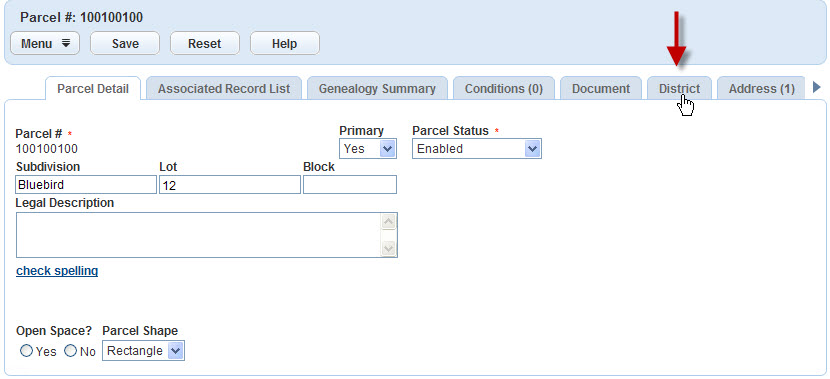 Parcel #: 100100100
Menu Save Reset Help
Parcel Detail Associated Record List Genealogy Summary Conditions (0) Document District Address (1)
Parcel # * Primary Parcel Status *
100100100 Yes Enabled
Subdivision Lot Block
Bluebird 12
Legal Description
check spelling
Open Space? Parcel Shape
Yes No Rectangle